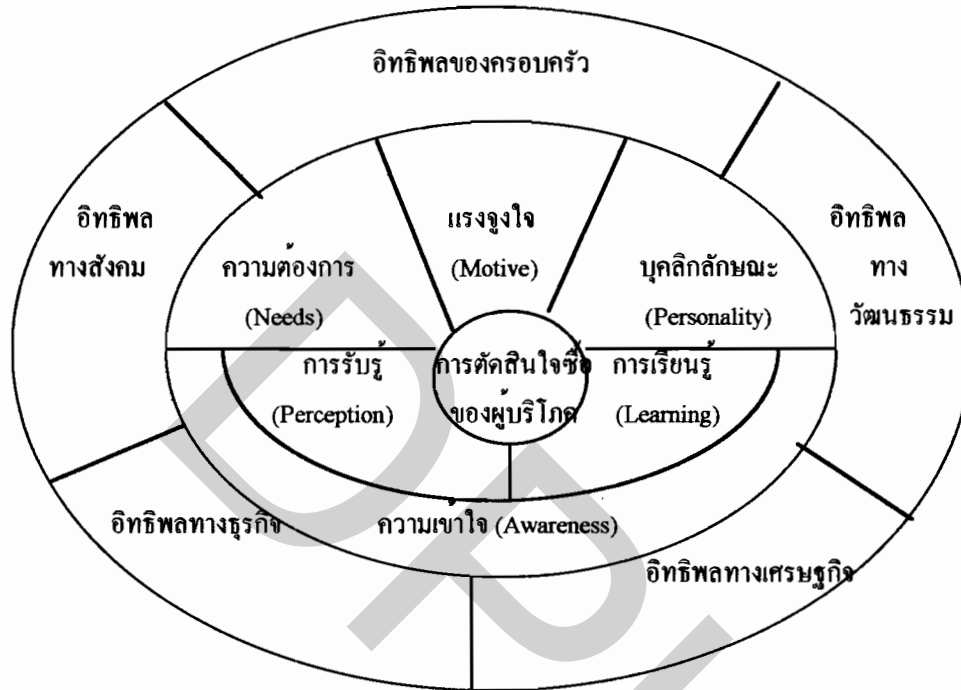 อิทธิพลของครอบครัว
อิทธิพล
ทางสังคม
ความต้องการ
(Needs)
แรงจูงใจ
(Motive)
บุคลิกลักษณะ
(Personality)
อิทธิพล
ทาง
วัฒนธรรม
การรับรู้
(Perception)
การตัดสินใจซื้อ
ของผู้บริโภค
การเรียนรู้
(Learning)
อิทธิพลทางธุรกิจ
ความเข้าใจ (Awareness)
อิทธิพลทางเศรษฐกิจ